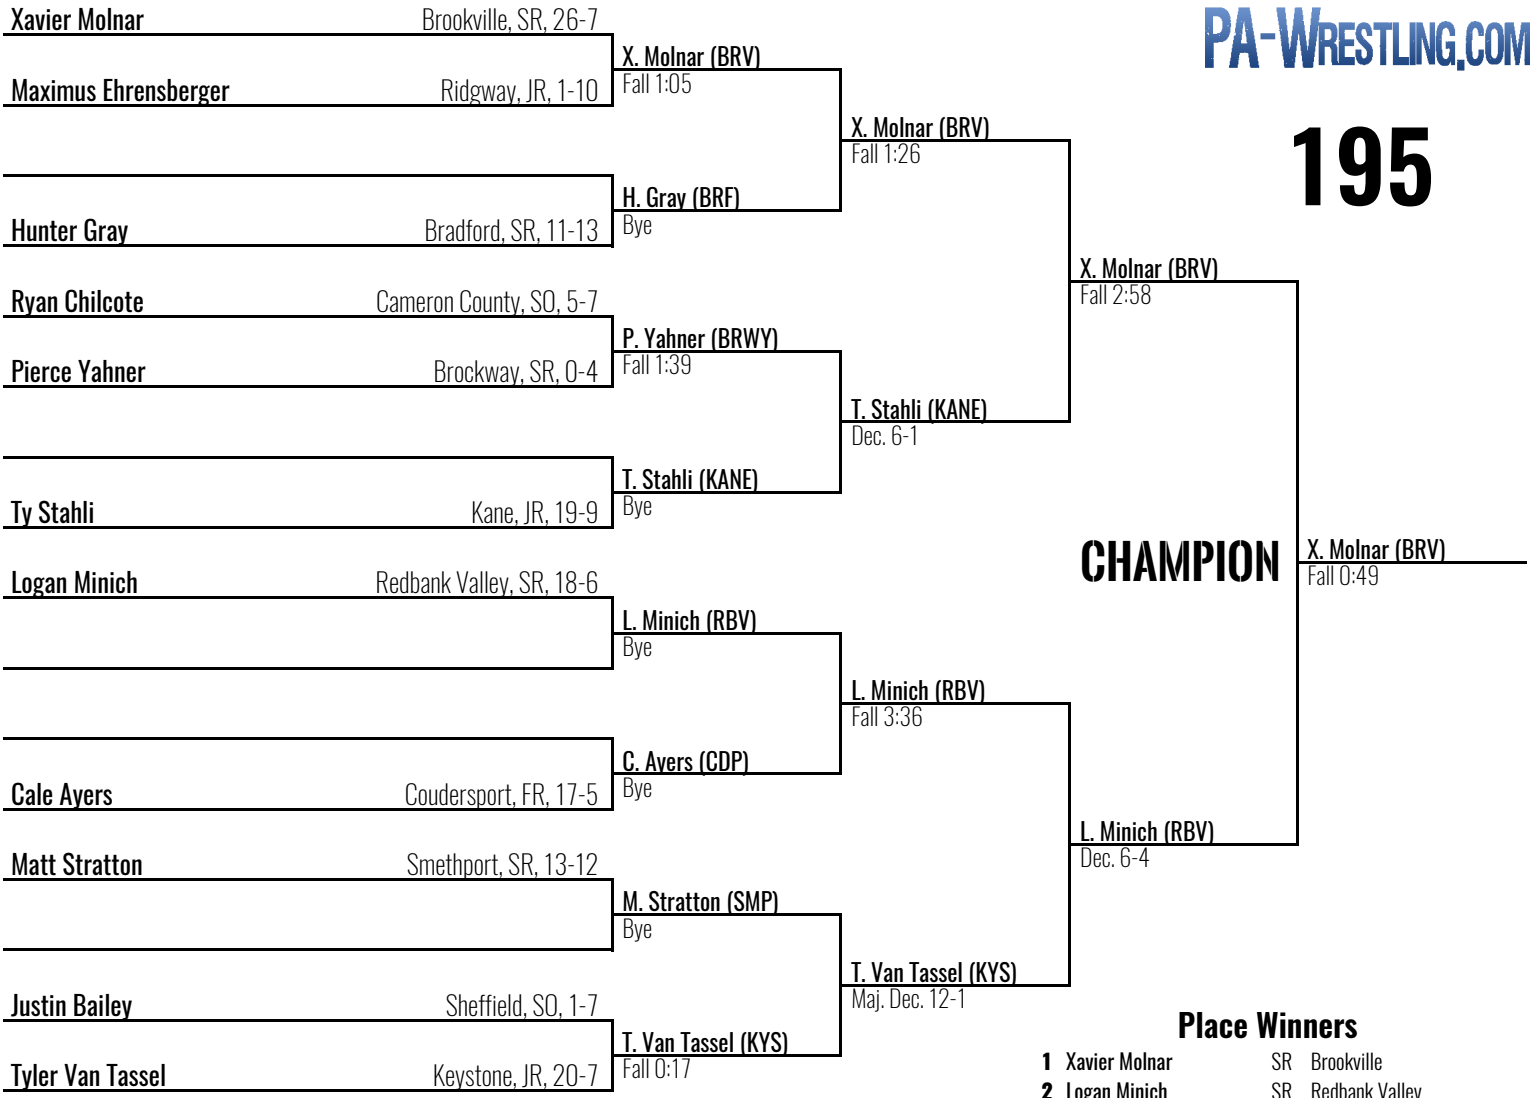 PA-WRESTLING.COM
195
Xavier Molnar Brookville, SR, 26-7
Maximus Ehrensberger Ridgway, JR, 1-10
Hunter Gray Bradford, SR, 11-13
Ryan Chilcote Cameron County, SO, 5-7
Pierce Yahner Brockway, SR, 0-4
Ty Stahli Kane, JR, 19-9
Logan Minich Redbank Valley, SR, 18-6
Cale Ayers Coudersport, FR, 17-5
Matt Stratton Smethport, SR, 13-12
Justin Bailey Sheffield, SO, 1-7
Tyler Van Tassel Keystone, JR, 20-7
X. Molnar (BRV)
Fall 1:05
H. Gray (BRF)
Bye
P. Yahner (BRWY)
Fall 1:39
T. Stahli (KANE)
Bye
L. Minich (RBV)
Bye
C. Ayers (CDP)
Bye
M. Stratton (SMP)
Bye
T. Van Tassel (KYS)
Fall 0:17
X. Molnar (BRV)
Fall 1:26
T. Stahli (KANE)
Dec. 6-1
L. Minich (RBV)
Fall 3:36
T. Van Tassel (KYS)
Maj. Dec. 12-1
X. Molnar (BRV)
Fall 2:58
L. Minich (RBV)
Dec. 6-4
CHAMPION
X. Molnar (BRV)
Fall 0:49
Place Winners
1 Xavier Molnar SR Brookville
2 Logan Minich SR Redbank Valley